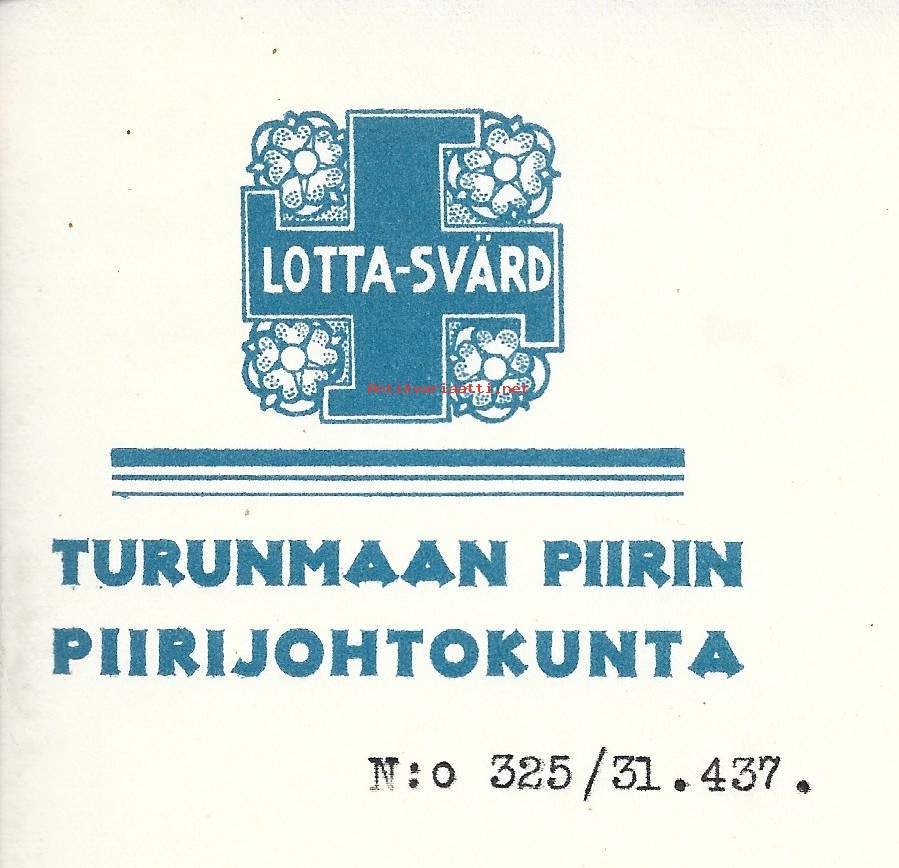 LOTTA-SVÄRD
Antikvariaatti.net
TURUNMAAN PIIRIN
PIIRIJOHTOKUNTA
N:o 325/31.437.